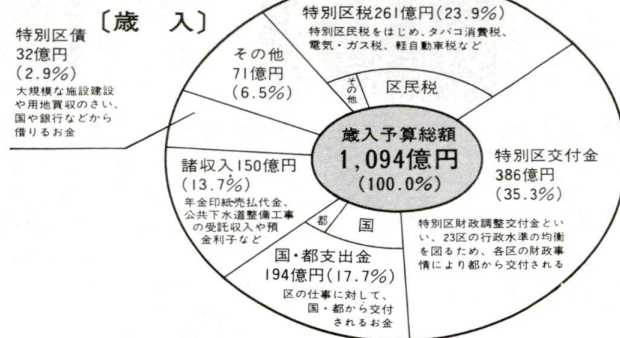 〔歳 入〕
特別区債
32億円
(2.9%)
大規模な施設建設
や用地買収のさい、
国や銀行などから
借りるお金
その他
71億円
(6.5%)
特別区税261億円(23.9%)
特別区民税をはじめ、タバコ消費税、
電気・ガス税、軽自動車税など
その他
区民税
歳入予算総額
1,094億円
(100.0%)
特別区交付金
386億円
(35.3%)
特別区財政調整交付金とい
い、23区の行政水準の均衡
を図るため、各区の財政事
情により都から交付される
諸収入150億円
(13.7%)
年金印紙売払代金、
公共下水道整備工事
の受託収入や預
金利子など
都
国
国・都支出金
194億円(17.7%)
区の仕事に対して、
国・都から交付
されるお金